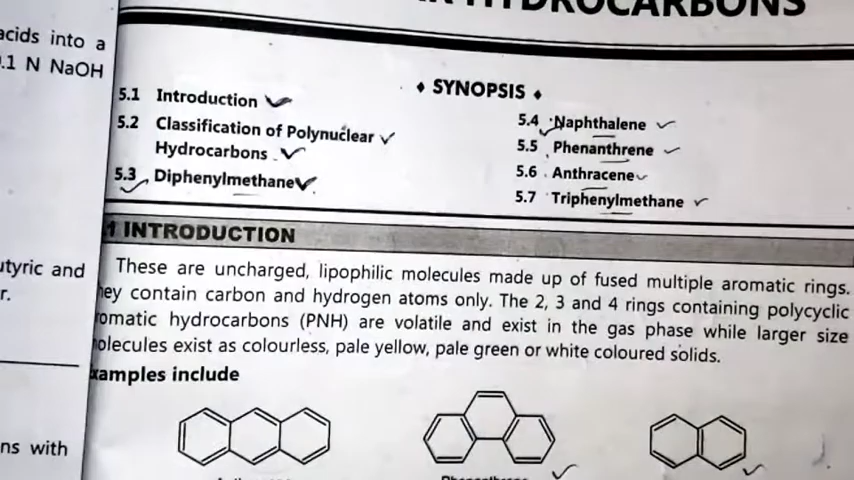 HYDROCARBONS
acids into a
.1 N NaOH
♦ SYNOPSIS ♦
5.1 Introduction
5.2 Classification of Polynuclear
Hydrocarbons
5.3 Diphenylmethane
5.4 Naphthalene
5.5 Phenanthrene
5.6 Anthracene
5.7 Triphenylmethane
1 INTRODUCTION
These are uncharged, lipophilic molecules made up of fused multiple aromatic rings.
hey contain carbon and hydrogen atoms only. The 2, 3 and 4 rings containing polycyclic
romatic hydrocarbons (PNH) are volatile and exist in the gas phase while larger size
olecules exist as colourless, pale yellow, pale green or white coloured solids.
xamples include
utyric and
r.
ns with